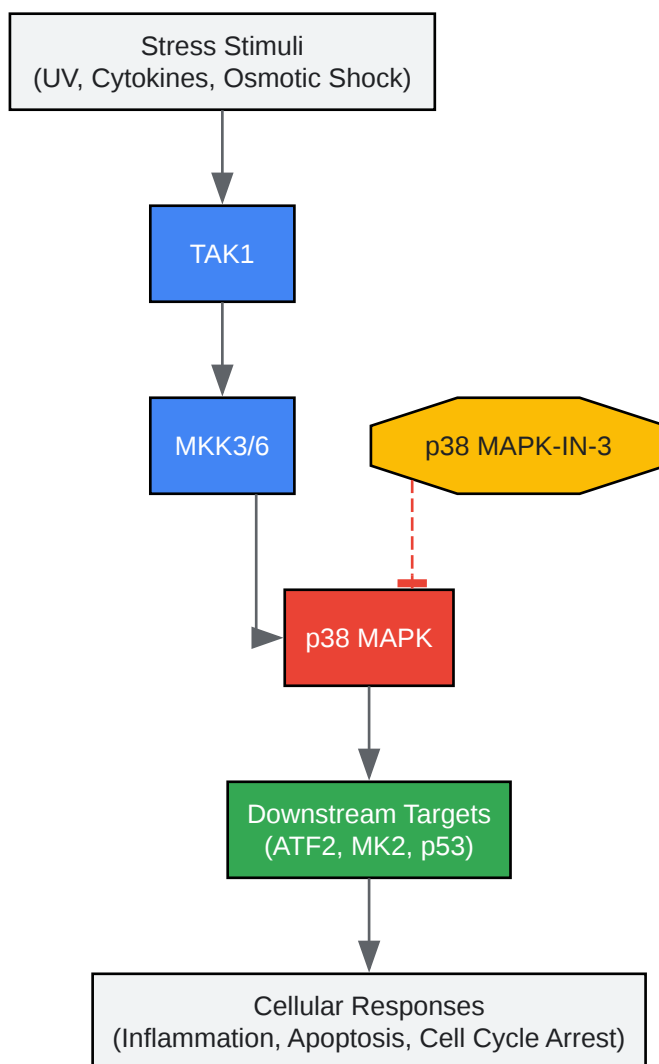 Stress Stimuli
(UV, Cytokines, Osmotic Shock)
TAK1
MKK3/6
p38 MAPK-IN-3
p38 MAPK
Downstream Targets
(ATF2, MK2, p53)
Cellular Responses
(Inflammation, Apoptosis, Cell Cycle Arrest)